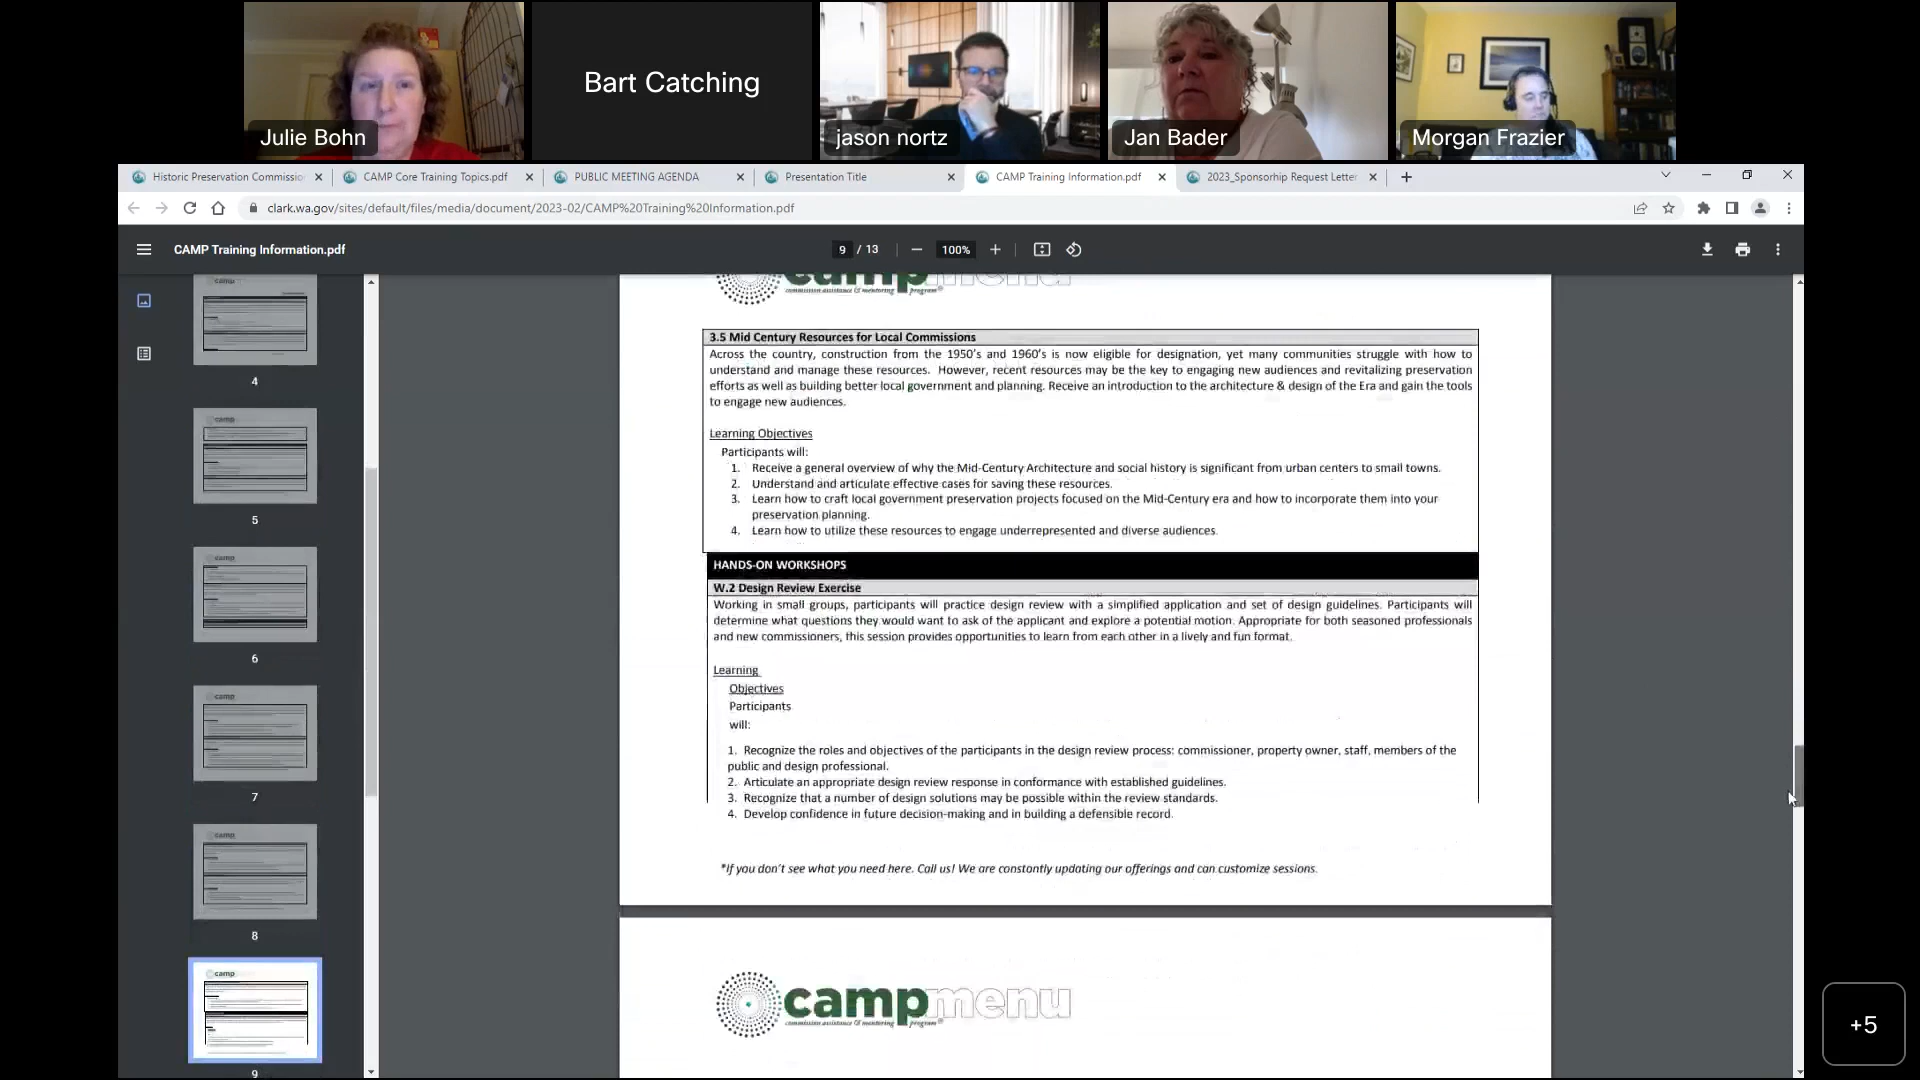 Julie Bohn
Bart Catching
jason nortz
Jan Bader
Morgan Frazier
Historic Preservation Commissio
CAMP Core Training Topics.pdf
PUBLIC MEETING AGENDA
Presentation Title
CAMP Training Information.pdf
2023_Sponsorhip Request Letter
clark.wa.gov/sites/default/files/media/document/2023-02/CAMP%20Training%20Information.pdf
CAMP Training Information.pdf
9 / 13
100%
camp
4
5
camp
6
camp
7
camp
8
camp
9
campmenu
commission assistance & mentoring program®
3.5 Mid Century Resources for Local Commissions
Across the country, construction from the 1950's and 1960's is now eligible for designation, yet many communities struggle with how to
understand and manage these resources. However, recent resources may be the key to engaging new audiences and revitalizing preservation
efforts as well as building better local government and planning. Receive an introduction to the architecture & design of the Era and gain the tools
to engage new audiences.
Learning Objectives
Participants will:
1. Receive a general overview of why the Mid-Century Architecture and social history is significant from urban centers to small towns.
2. Understand and articulate effective cases for saving these resources.
3. Learn how to craft local government preservation projects focused on the Mid-Century era and how to incorporate them into your
preservation planning.
4. Learn how to utilize these resources to engage underrepresented and diverse audiences.
HANDS-ON WORKSHOPS
W.2 Design Review Exercise
Working in small groups, participants will practice design review with a simplified application and set of design guidelines. Participants will
determine what questions they would want to ask of the applicant and explore a potential motion. Appropriate for both seasoned professionals
and new commissioners, this session provides opportunities to learn from each other in a lively and fun format.
Learning
Objectives
Participants
will:
1. Recognize the roles and objectives of the participants in the design review process: commissioner, property owner, staff, members of the
public and design professional.
2. Articulate an appropriate design review response in conformance with established guidelines.
3. Recognize that a number of design solutions may be possible within the review standards.
4. Develop confidence in future decision-making and in building a defensible record.
*If you don't see what you need here. Call us! We are constantly updating our offerings and can customize sessions.
campmenu
commission assistance & mentoring program®
+5